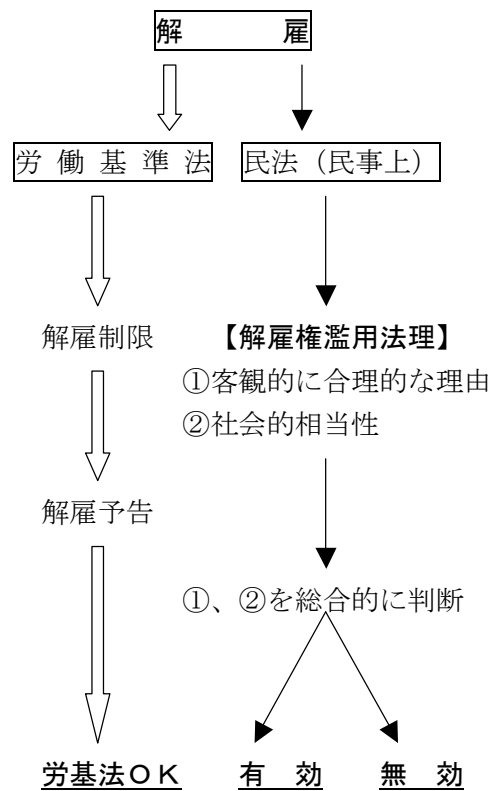 解雇
労働基準法
民法（民事上）
解雇制限
【解雇権濫用法理】
①客観的に合理的な理由
②社会的相当性
解雇予告
①、②を総合的に判断
労基法ＯＫ
有効
無効